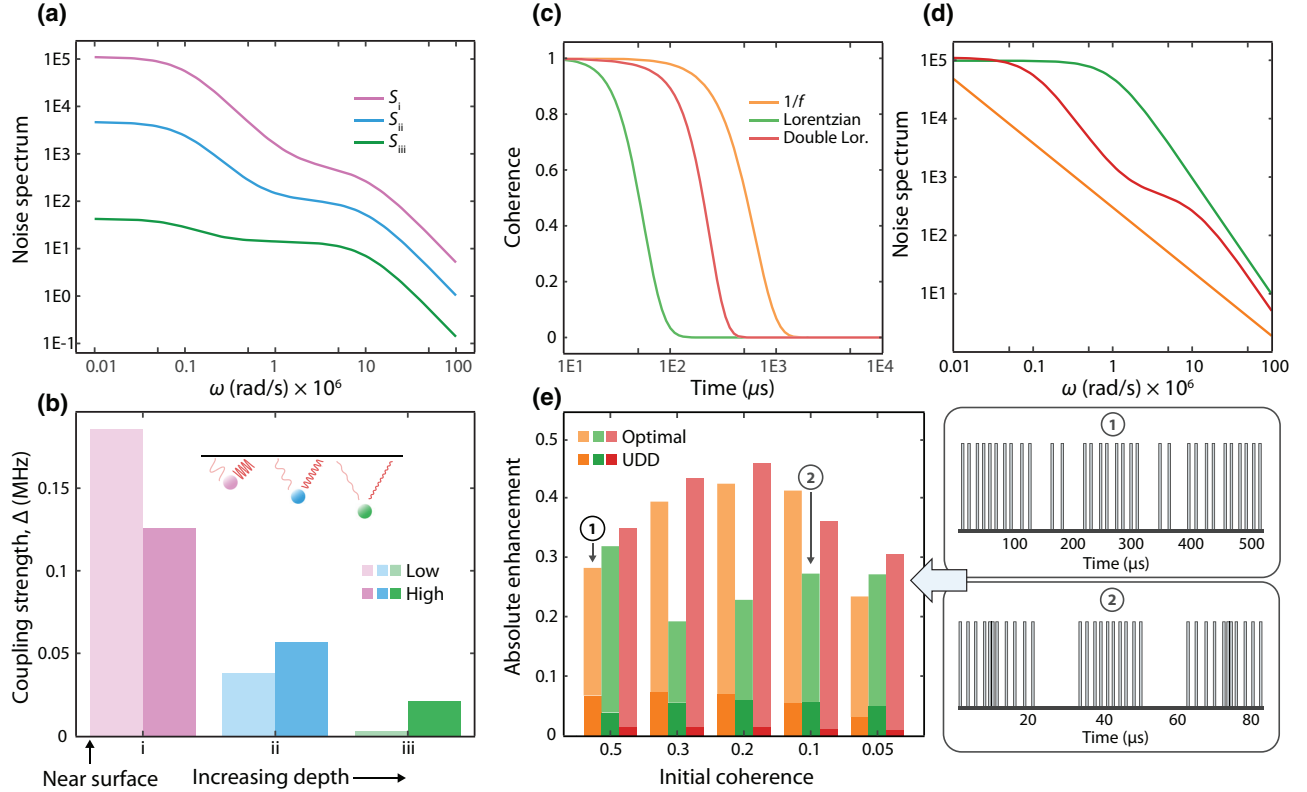 (a)
1E5
1E4
1E3
1E2
1E1
1E0
1E-1
Noise spectrum
S_i
S_ii
S_iii
0.01
0.1
1
10
100
ω (rad/s) × 10⁶
(c)
1
0.8
0.6
0.4
0.2
0
Coherence
1/f
Lorentzian
Double Lor.
1E1
1E2
1E3
1E4
Time (μs)
(d)
1E5
1E4
1E3
1E2
1E1
Noise spectrum
0.01
0.1
1
10
100
ω (rad/s) × 10⁶
(b)
0.15
0.1
0.05
0
Coupling strength, Δ (MHz)
Low
High
i
ii
iii
Near surface
Increasing depth
(e)
0.5
0.4
0.3
0.2
0.1
0
Absolute enhancement
Optimal
UDD
1
2
0.5
0.3
0.2
0.1
0.05
Initial coherence
1
100
200
300
400
500
Time (μs)
2
20
40
60
80
Time (μs)